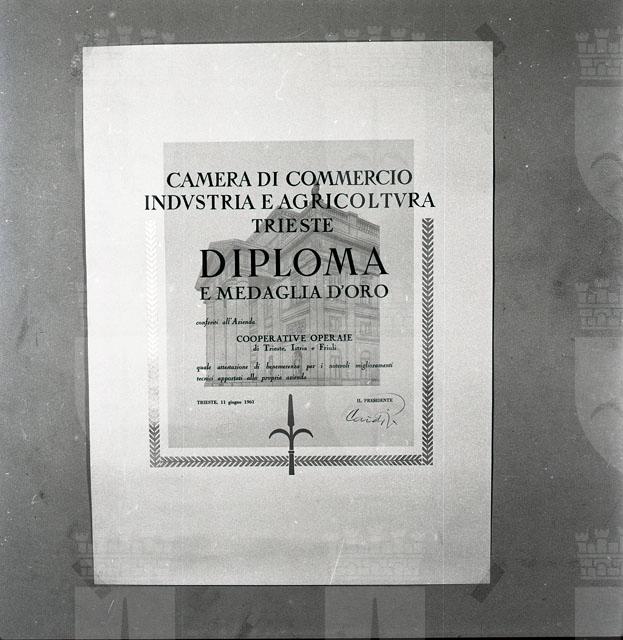 CAMERA DI COMMERCIO
INDVSTRIA E AGRICOLTVRA
TRIESTE
DIPLOMA
E MEDAGLIA D'ORO
conferiti all'Azienda
COOPERATIVE OPERAIE
di Trieste, Istria e Friuli
quale attestazione di benemerenza per i notevoli miglioramenti
tecnici apportati alla propria azienda
TRIESTE, 11 giugno 1961
IL PRESIDENTE